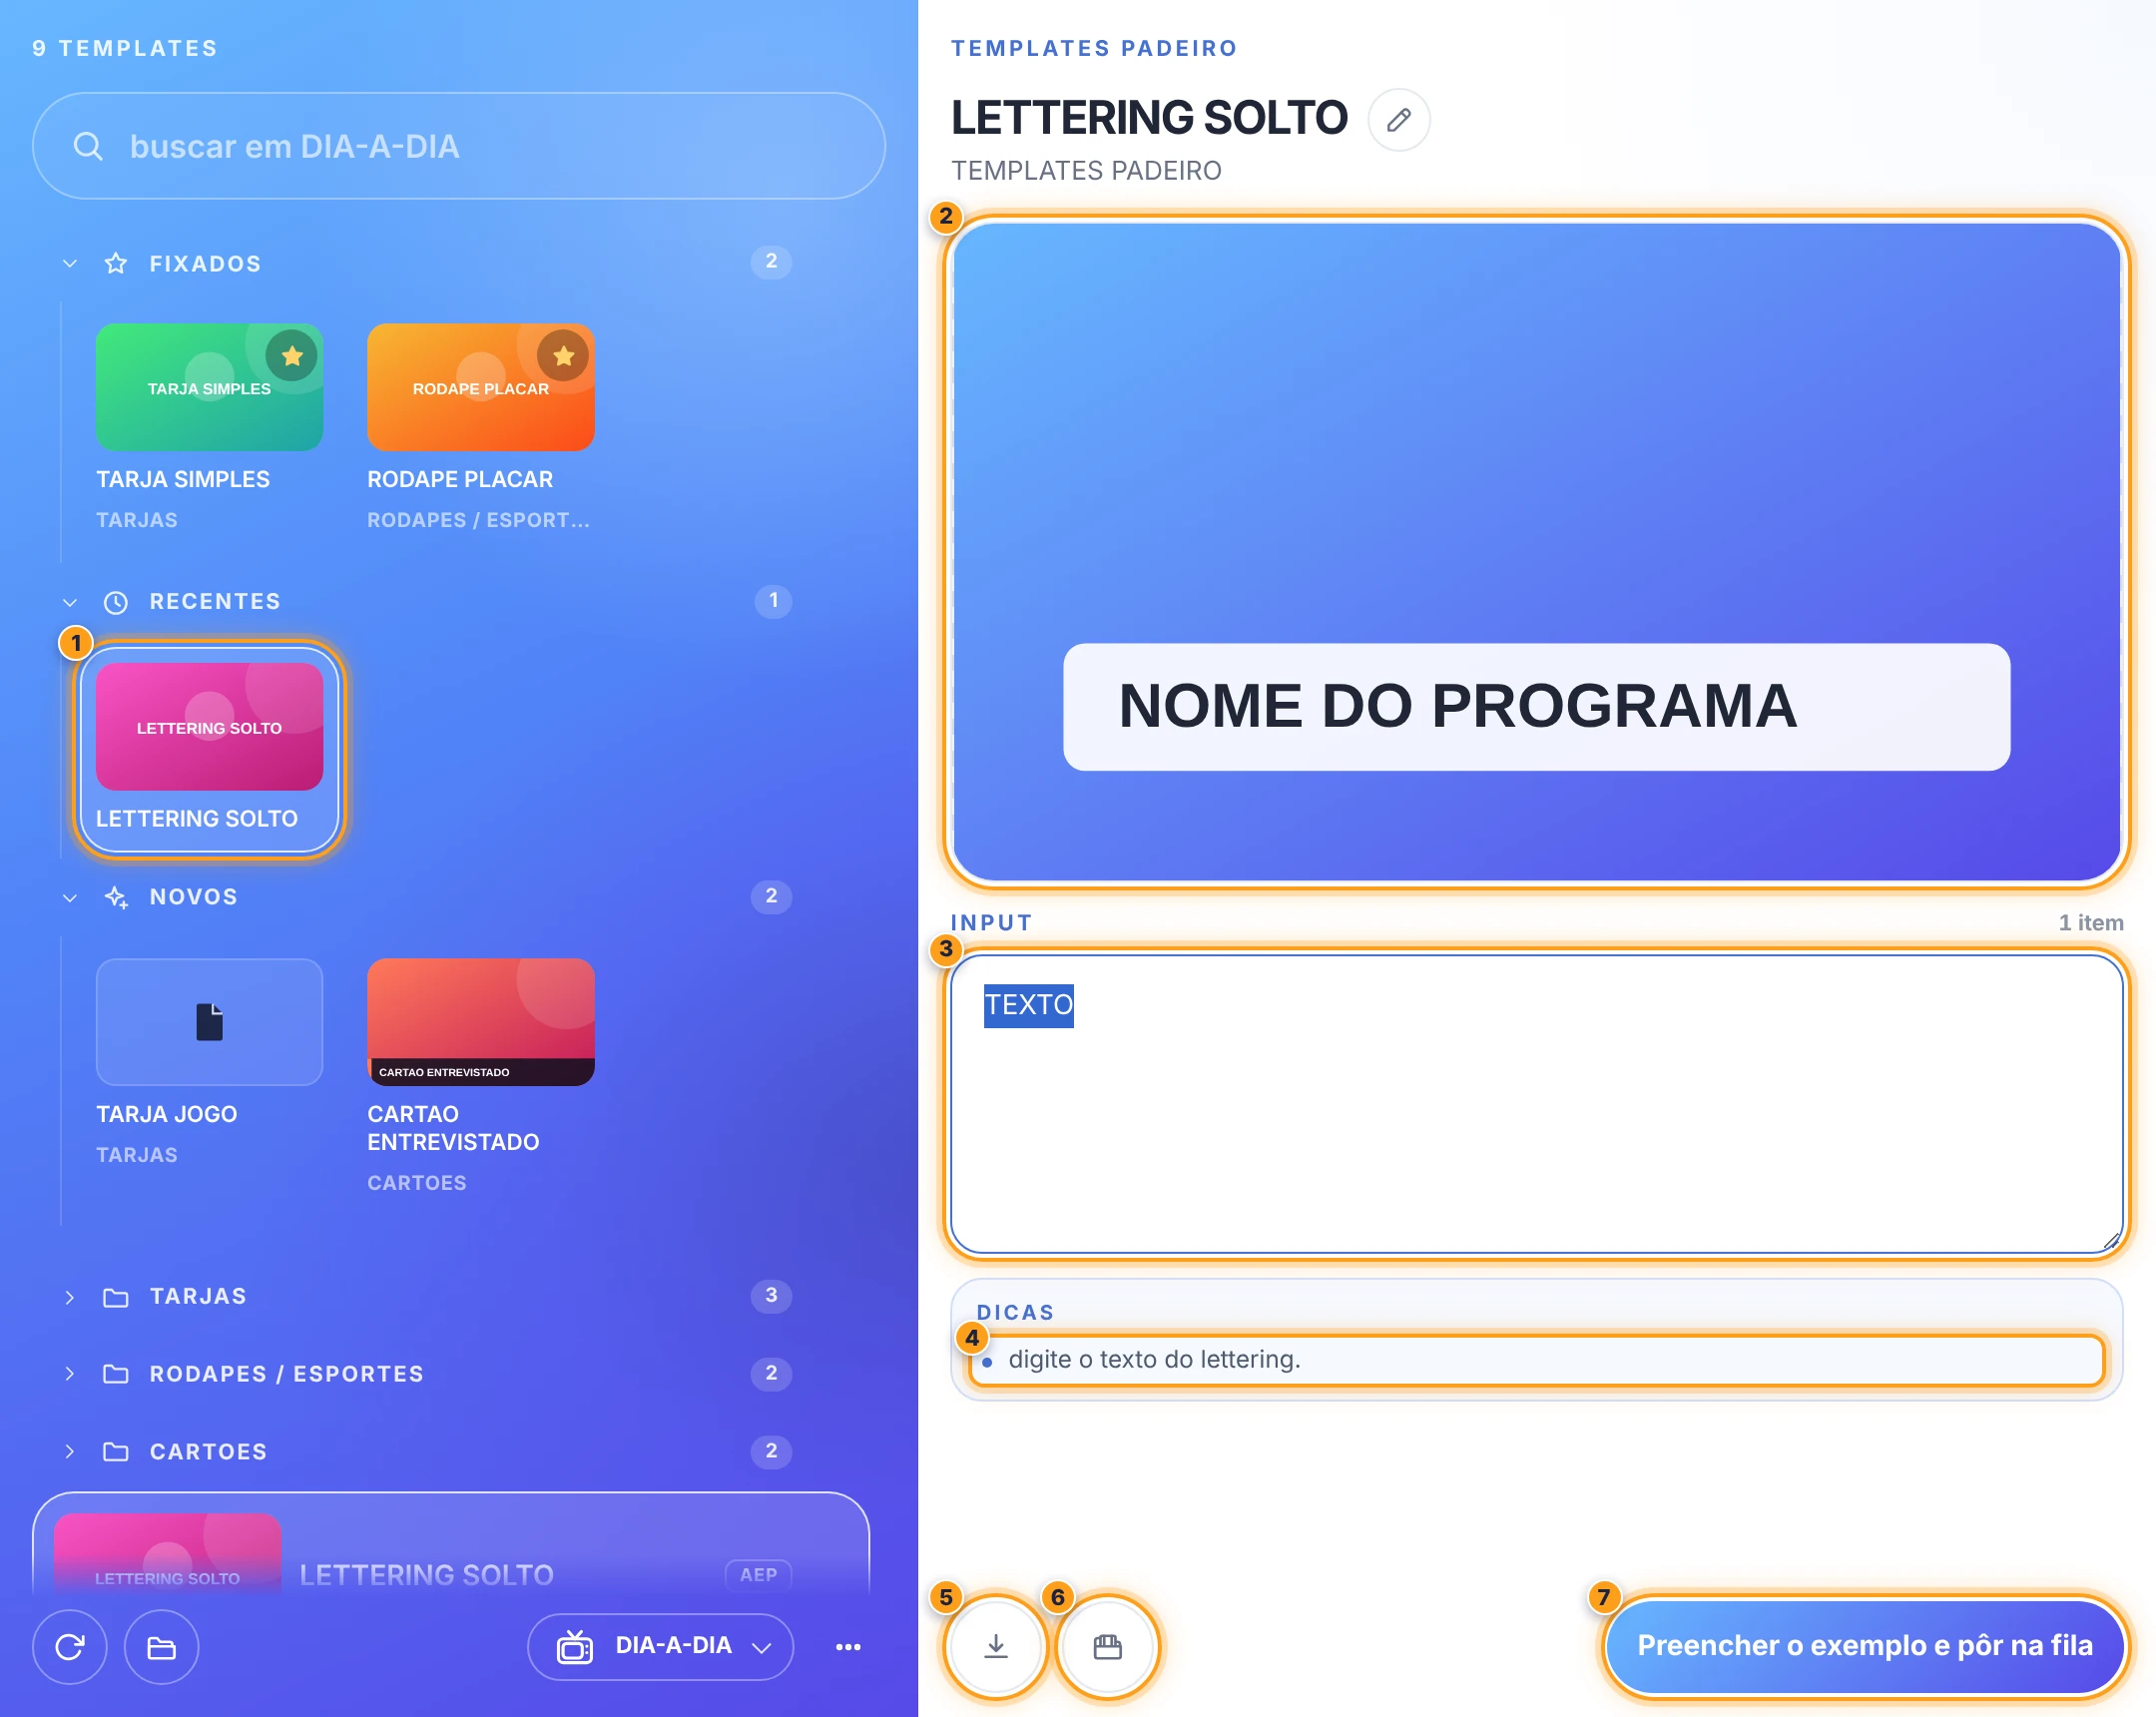 9 TEMPLATES
buscar em DIA-A-DIA
FIXADOS
2
TARJA SIMPLES
RODAPE PLACAR
TARJA SIMPLES
RODAPE PLACAR
TARJAS
RODAPES / ESPORT...
RECENTES
1
1
LETTERING SOLTO
LETTERING SOLTO
NOVOS
2
CARTAO ENTREVISTADO
TARJA JOGO
CARTAO
ENTREVISTADO
TARJAS
CARTOES
TARJAS
3
RODAPES / ESPORTES
2
CARTOES
2
LETTERING SOLTO
LETTERING SOLTO
AEP
DIA-A-DIA
TEMPLATES PADEIRO
LETTERING SOLTO
TEMPLATES PADEIRO
2
NOME DO PROGRAMA
INPUT
1 item
3
TEXTO
DICAS
4
digite o texto do lettering.
5
6
7
Preencher o exemplo e pôr na fila